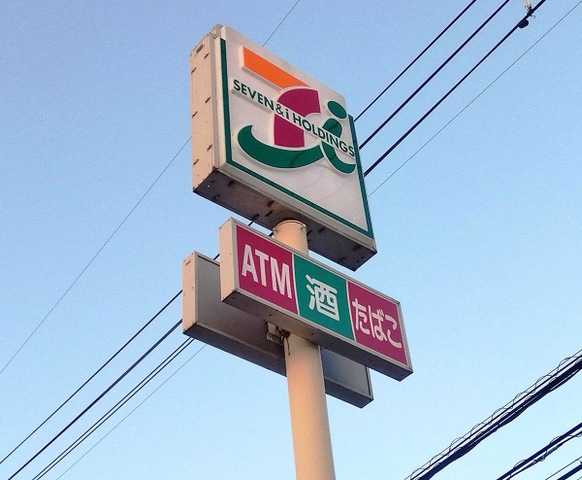 SEVEN & i HOLDINGS
ATM
酒
たばこ